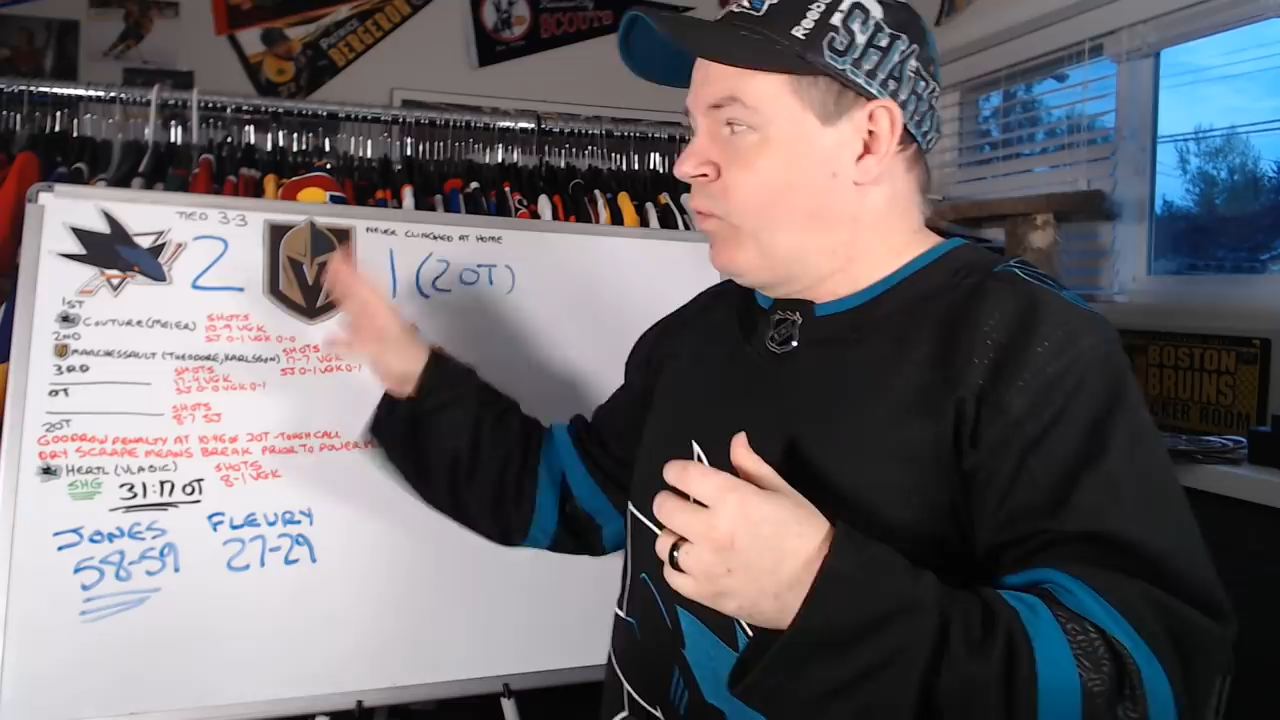 PATRICE
BERGERON
SCOUTS
Reebok
SHARKS
TIED 3-3
NEVER CLINCHED AT HOME
2
1 (2OT)
1ST
COUTURE (MEIER)
SHOTS
10-9 VGK
SJ 0-1 VGK 0-0
2ND
MARCHESSAULT (THEODORE, KARLSSON)
SHOTS
17-7 VGK
SJ 0-1 VGK 0-1
3RD
SHOTS
17-4 VGK
SJ 0-0 VGK 0-1
OT
SHOTS
8-7 SJ
2OT
GOODROW PENALTY AT 10:46 OF 2OT - TOUGH CALL
DRY SCRAPE MEANS BREAK PRIOR TO
HERTL (VLASIC)
SHOTS
8-1 VGK
SHG
31:17 OT
JONES
58-59
FLEURY
27-29
NHL
BOSTON
BRUINS
ROOM